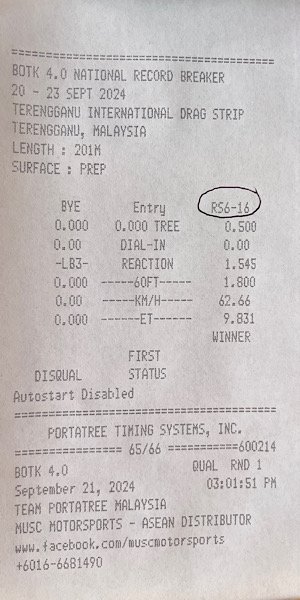 ==================================
BOTK 4.0 NATIONAL RECORD BREAKER
20 - 23 SEPT 2024
TERENGGANU INTERNATIONAL DRAG STRIP
TERENGGANU, MALAYSIA
LENGTH : 201M
SURFACE : PREP
BYE Entry RS6-16
0.000 0.000 TREE 0.500
0.00 DIAL-IN 0.00
-LB3- REACTION 1.545
0.000 ------60FT------ 1.800
0.00 -----KM/H------ 62.66
0.000 ------ET------- 9.831
WINNER
FIRST
DISQUAL STATUS
Autostart Disabled
==================================
PORTATREE TIMING SYSTEMS, INC.
============== 65/66 ==========600214
BOTK 4.0 QUAL RND 1
September 21, 2024 03:01:51 PM
TEAM PORTATREE MALAYSIA
MUSC MOTORSPORTS - ASEAN DISTRIBUTOR
www.facebook.com/muscmotorsports
+6016-6681490